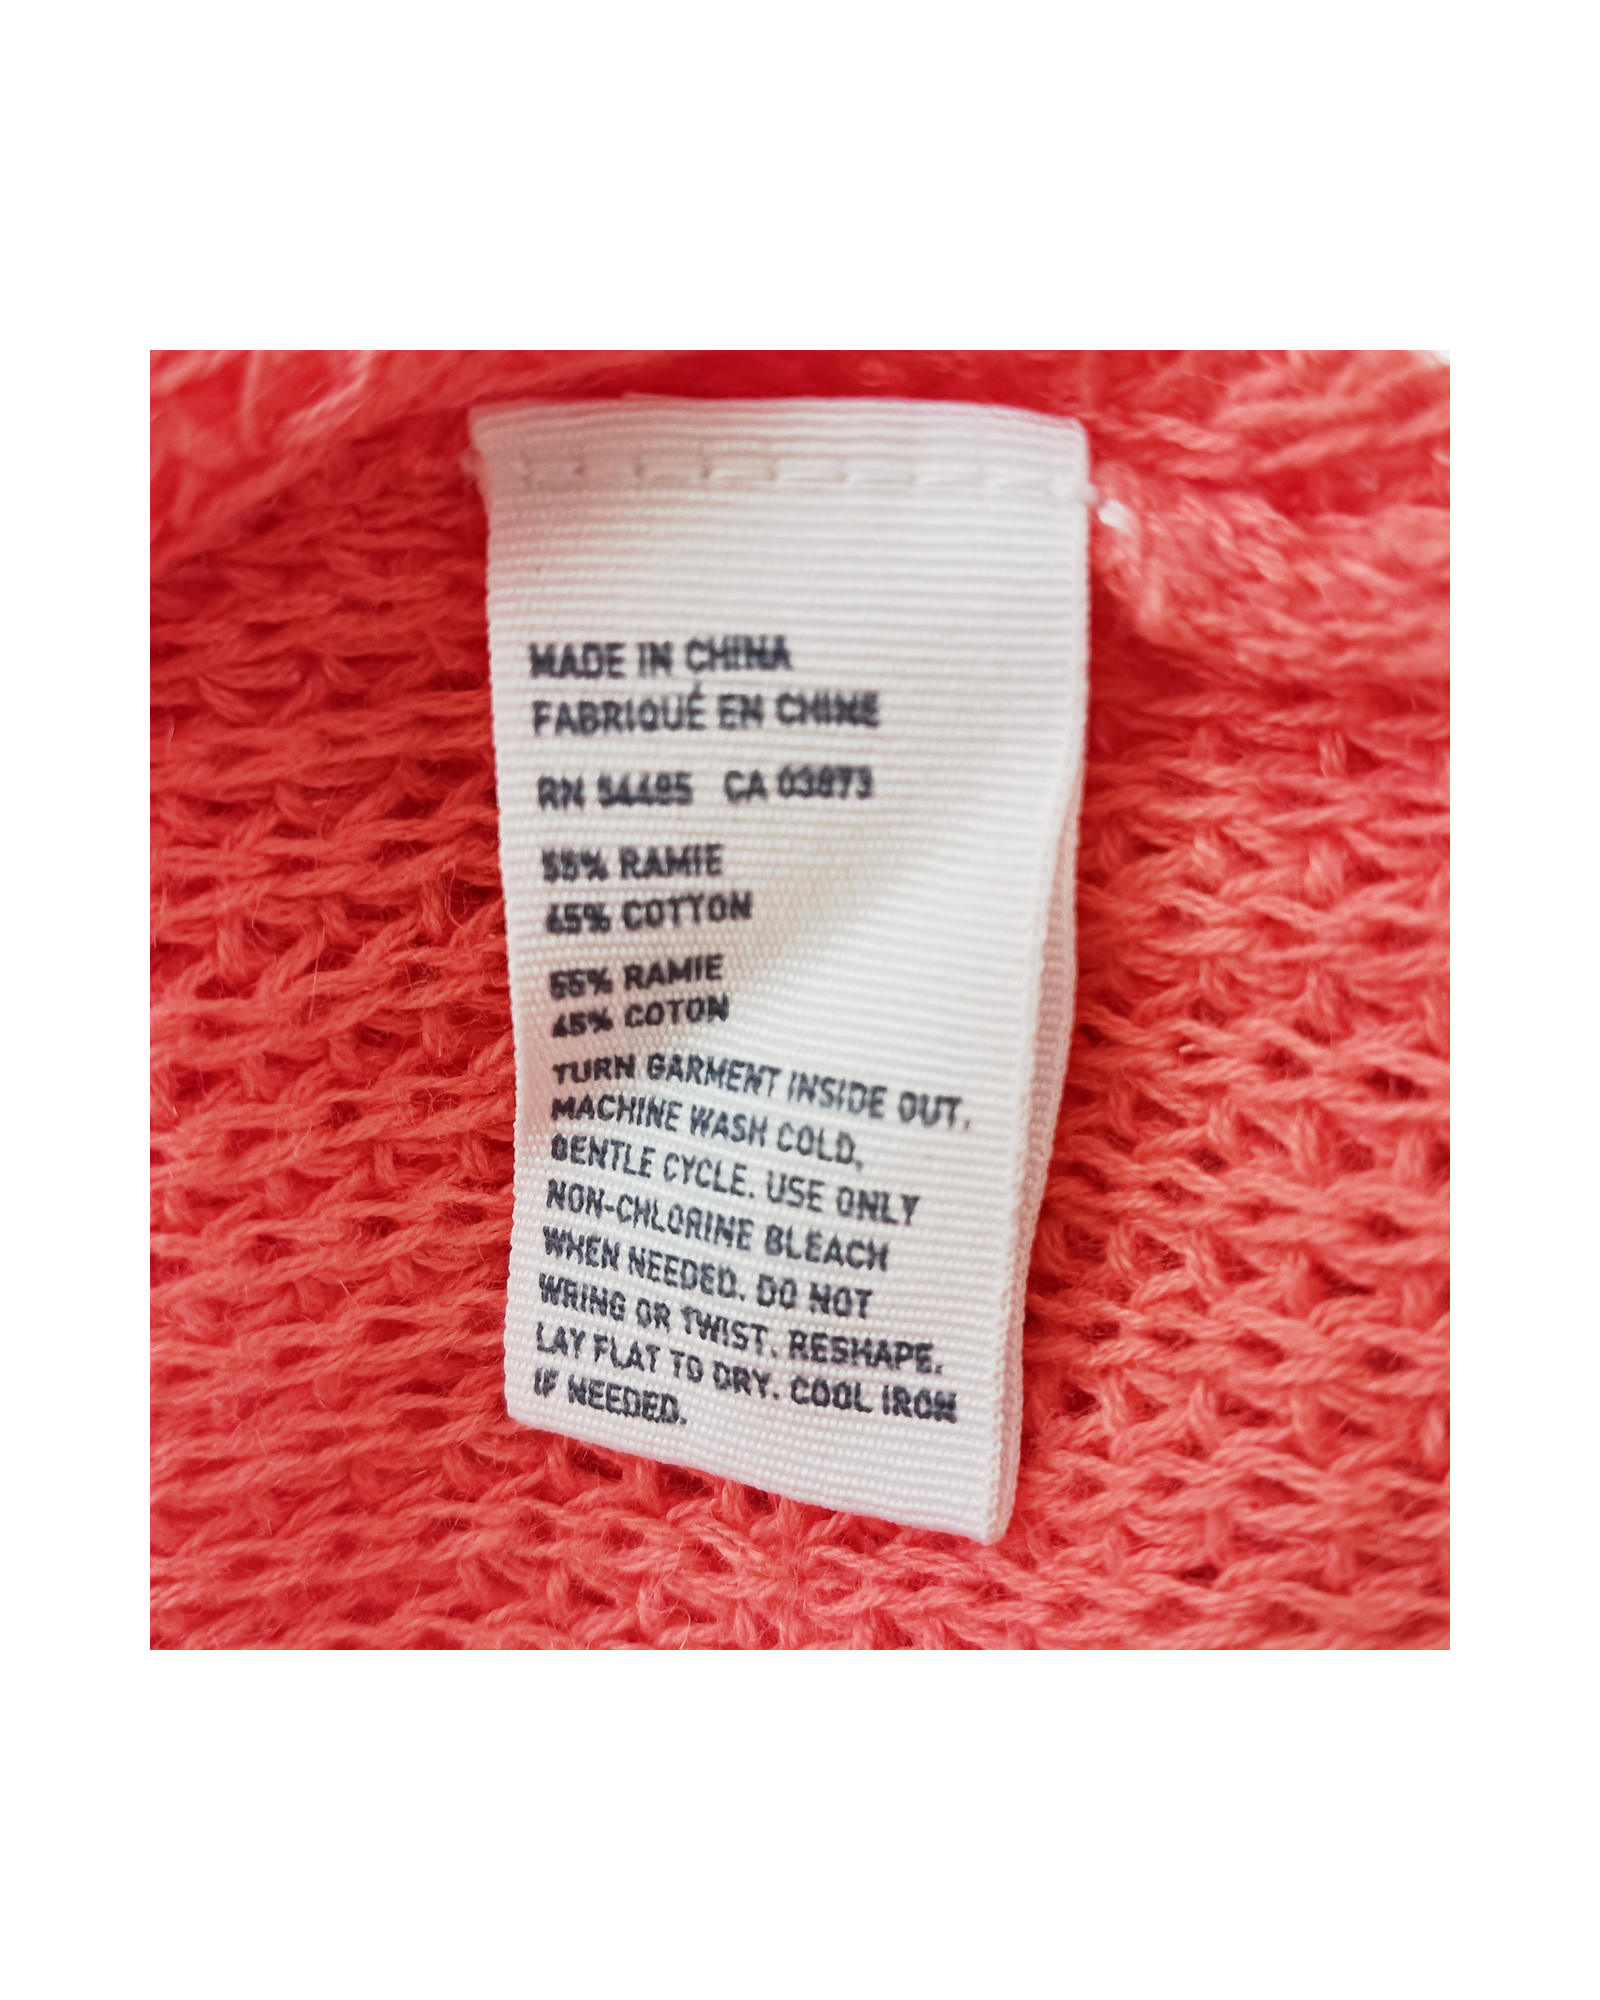 MADE IN CHINA
FABRIQUÉ EN CHINE
RN 54485 CA 03873
55% RAMIE
45% COTTON
55% RAMIE
45% COTON
TURN GARMENT INSIDE OUT.
MACHINE WASH COLD,
GENTLE CYCLE. USE ONLY
NON-CHLORINE BLEACH
WHEN NEEDED. DO NOT
WRING OR TWIST. RESHAPE.
LAY FLAT TO DRY. COOL IRON
IF NEEDED.